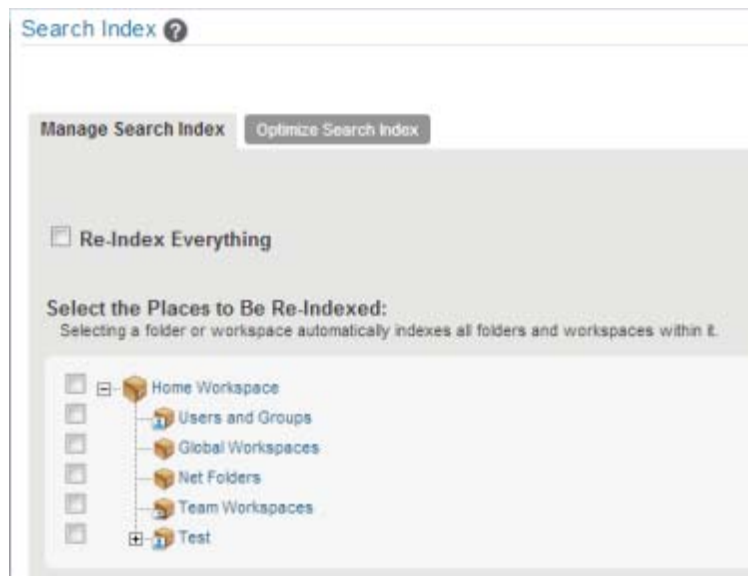 Search Index ?
Manage Search Index
Optimize Search Index
Re-Index Everything
Select the Places to Be Re-Indexed:
Selecting a folder or workspace automatically indexes all folders and workspaces within it.
Home Workspace
Users and Groups
Global Workspaces
Net Folders
Team Workspaces
Test